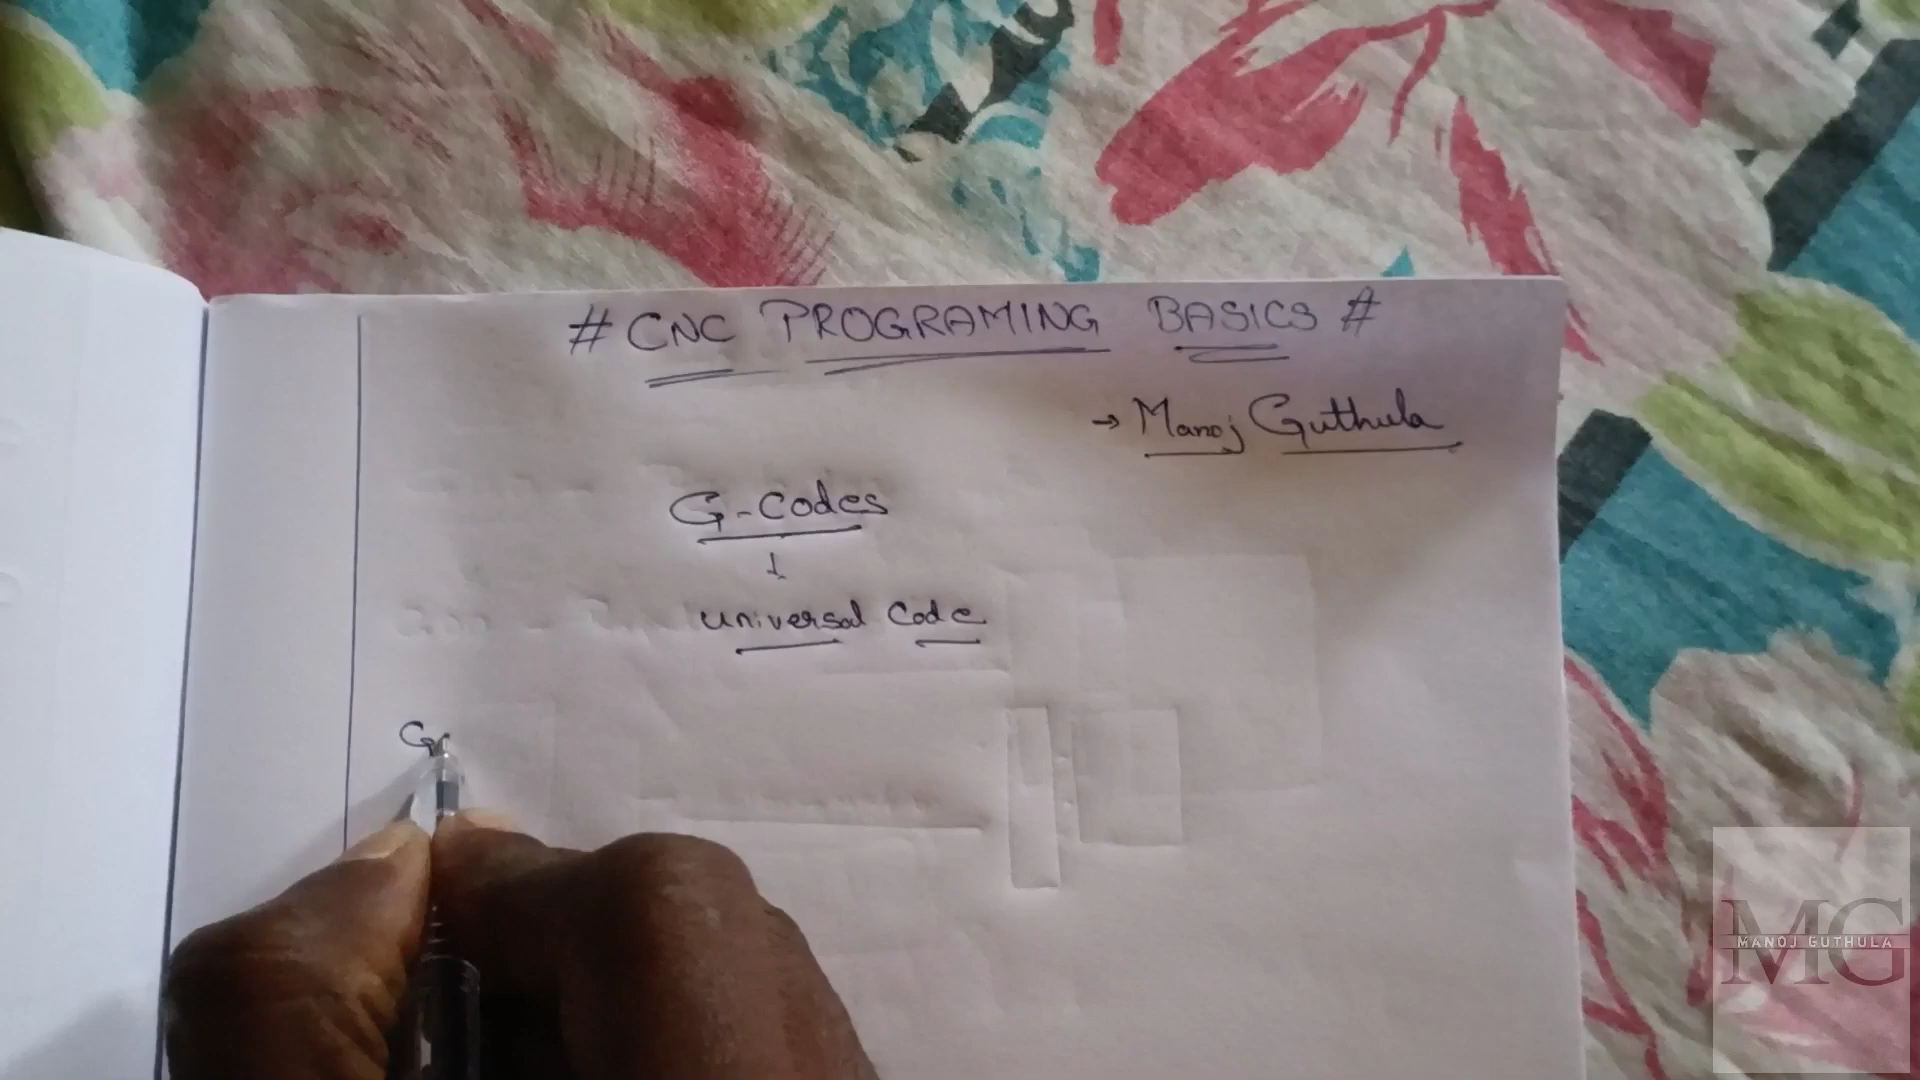 # CNC PROGRAMING BASICS #
→ Manoj Guthula
G-codes
↓
universal Code
G
MG
MANOJ GUTHULA